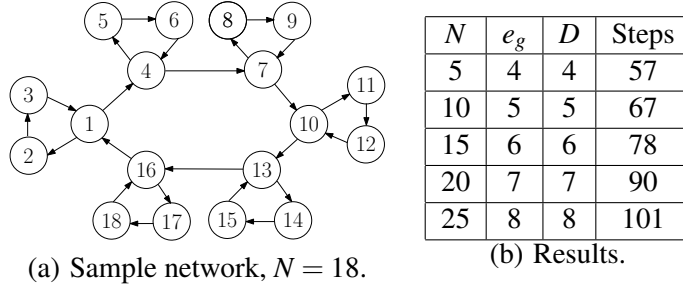 5 6 8 9
4 7
3 11
1 10
2 12
16 13
18 17 15 14
(a) Sample network, N = 18.
N e_g D Steps
5 4 4 57
10 5 5 67
15 6 6 78
20 7 7 90
25 8 8 101
(b) Results.